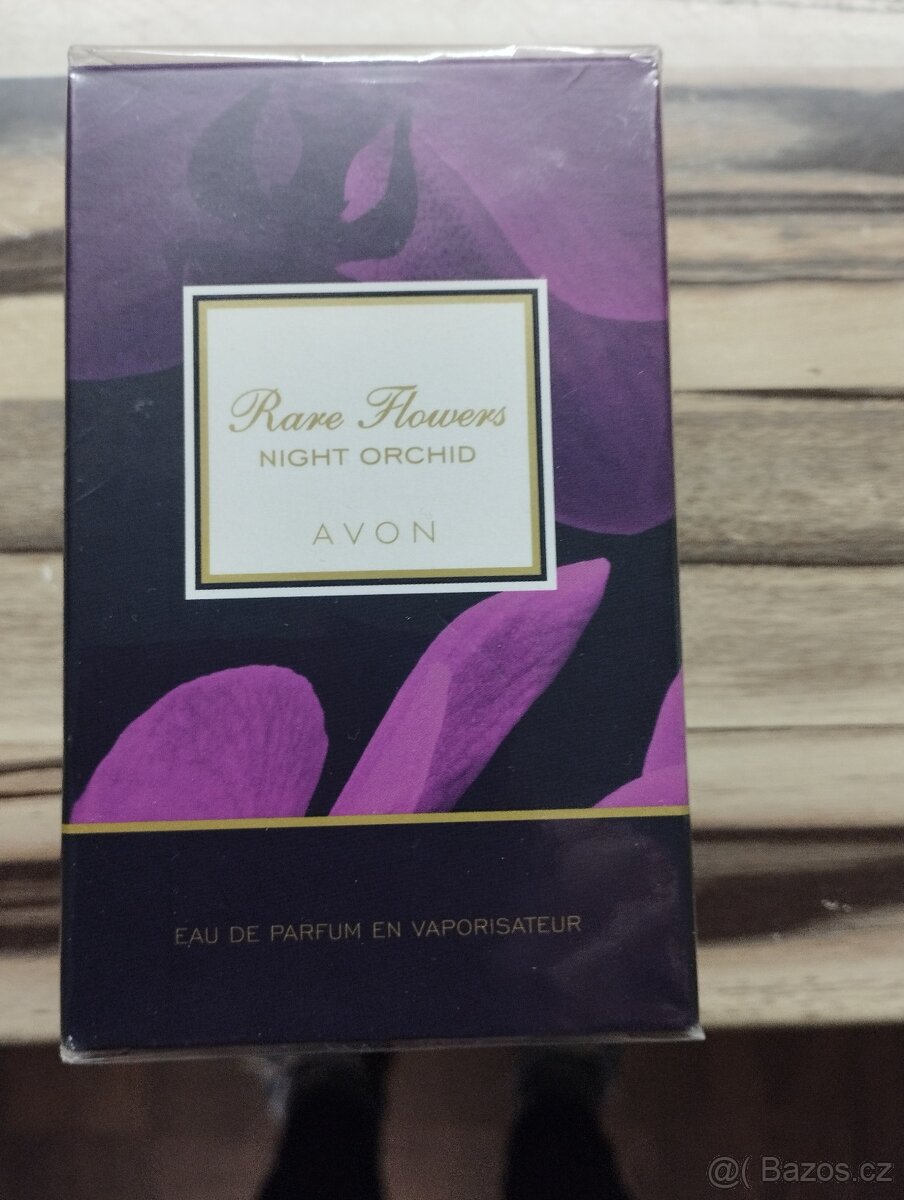 Rare Flowers
NIGHT ORCHID
AVON
EAU DE PARFUM EN VAPORISATEUR
@( Bazos.cz